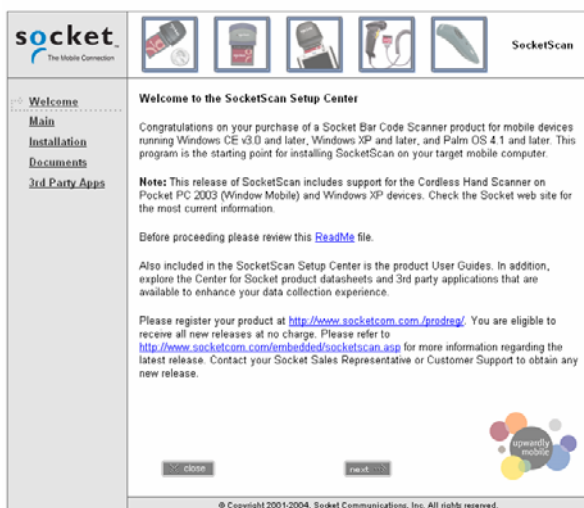 socket
The Mobile Connection
SocketScan
Welcome
Main
Installation
Documents
3rd Party Apps
Welcome to the SocketScan Setup Center
Congratulations on your purchase of a Socket Bar Code Scanner product for mobile devices
running Windows CE v3.0 and later, Windows XP and later, and Palm OS 4.1 and later. This
program is the starting point for installing SocketScan on your target mobile computer.
Note: This release of SocketScan includes support for the Cordless Hand Scanner on
Pocket PC 2003 (Window Mobile) and Windows XP devices. Check the Socket web site for
the most current information.
Before proceeding please review this ReadMe file.
Also included in the SocketScan Setup Center is the product User Guides. In addition,
explore the Center for Socket product datasheets and 3rd party applications that are
available to enhance your data collection experience.
Please register your product at http://www.socketcom.com./prodreg/. You are eligible to
receive all new releases at no charge. Please refer to
http://www.socketcom.com/embedded/socketscan.asp for more information regarding the
latest release. Contact your Socket Sales Representative or Customer Support to obtain any
new release.
upwardly
mobile
close
next
© Copyright 2001-2004, Socket Communications, Inc. All rights reserved.